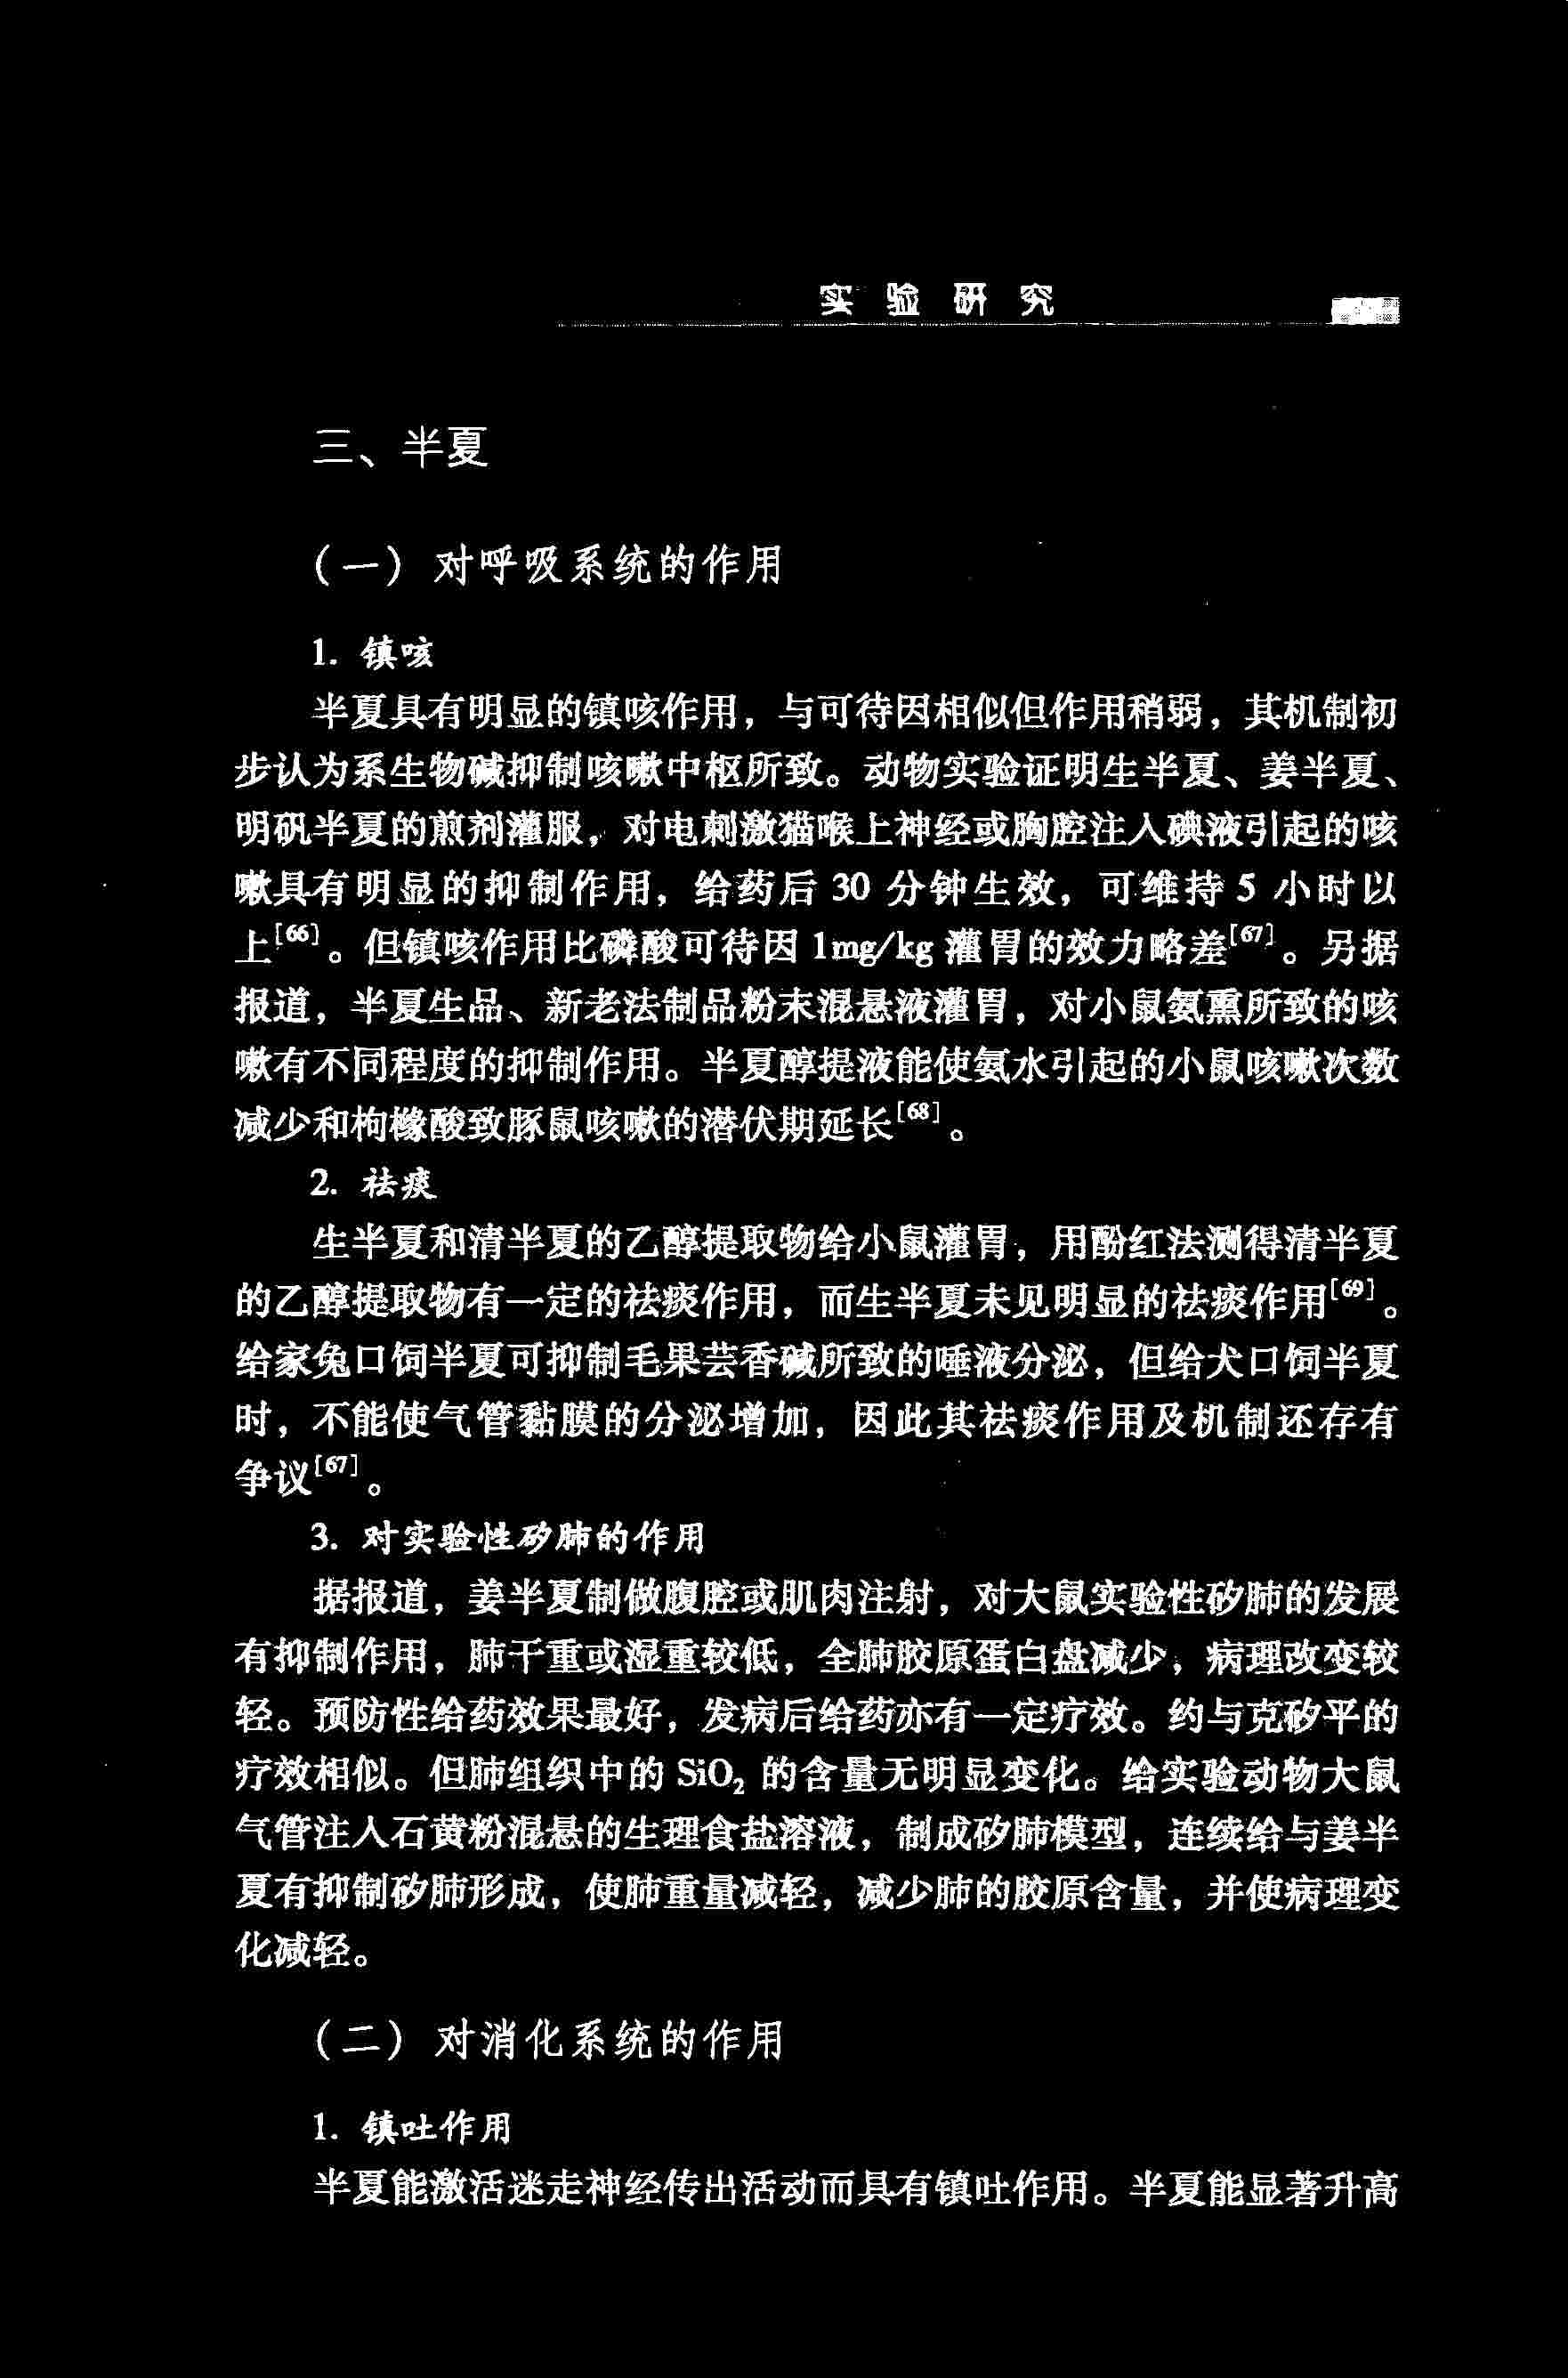 实验研究
三、半夏
(一) 对呼吸系统的作用
1. 镇咳
半夏具有明显的镇咳作用，与可待因相似但作用稍弱，其机制初
步认为系生物碱抑制咳嗽中枢所致。动物实验证明生半夏、姜半夏、
明矾半夏的煎剂灌服，对电刺激猫喉上神经或胸腔注入碘液引起的咳
嗽具有明显的抑制作用，给药后 30 分钟生效，可维持 5 小时以
上[66]。但镇咳作用比磷酸可待因 1mg/kg 灌胃的效力略差[67]。另据
报道，半夏生品、新老法制品粉末混悬液灌胃，对小鼠氨熏所致的咳
嗽有不同程度的抑制作用。半夏醇提液能使氨水引起的小鼠咳嗽次数
减少和枸橼酸致豚鼠咳嗽的潜伏期延长[68]。
2. 祛痰
生半夏和清半夏的乙醇提取物给小鼠灌胃，用酚红法测得清半夏
的乙醇提取物有一定的祛痰作用，而生半夏未见明显的祛痰作用[69]。
给家兔口饲半夏可抑制毛果芸香碱所致的唾液分泌，但给犬口饲半夏
时，不能使气管黏膜的分泌增加，因此其祛痰作用及机制还存有
争议[67]。
3. 对实验性矽肺的作用
据报道，姜半夏制做腹腔或肌肉注射，对大鼠实验性矽肺的发展
有抑制作用，肺干重或湿重较低，全肺胶原蛋白盘减少，病理改变较
轻。预防性给药效果最好，发病后给药亦有一定疗效。约与克矽平的
疗效相似。但肺组织中的 SiO₂ 的含量无明显变化。给实验动物大鼠
气管注入石黄粉混悬的生理食盐溶液，制成矽肺模型，连续给与姜半
夏有抑制矽肺形成，使肺重量减轻，减少肺的胶原含量，并使病理变
化减轻。
(二) 对消化系统的作用
1. 镇吐作用
半夏能激活迷走神经传出活动而具有镇吐作用。半夏能显著升高